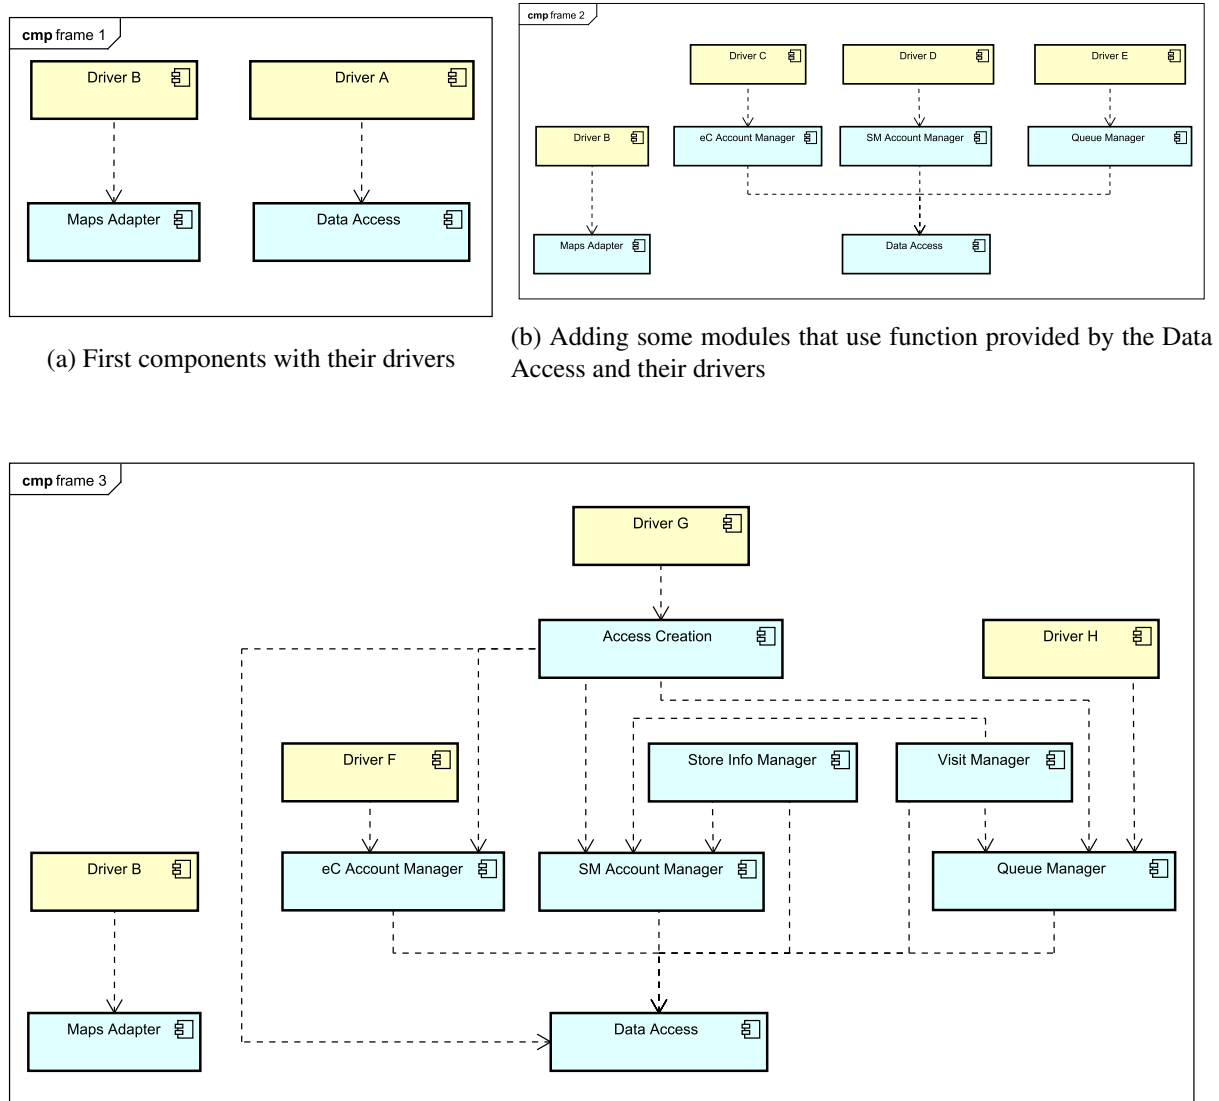 cmp frame 1
Driver B
Driver A
Maps Adapter
Data Access
(a) First components with their drivers
cmp frame 2
Driver C
Driver D
Driver E
Driver B
eC Account Manager
SM Account Manager
Queue Manager
Maps Adapter
Data Access
(b) Adding some modules that use function provided by the Data
Access and their drivers
cmp frame 3
Driver G
Access Creation
Driver H
Driver F
Store Info Manager
Visit Manager
Driver B
eC Account Manager
SM Account Manager
Queue Manager
Maps Adapter
Data Access